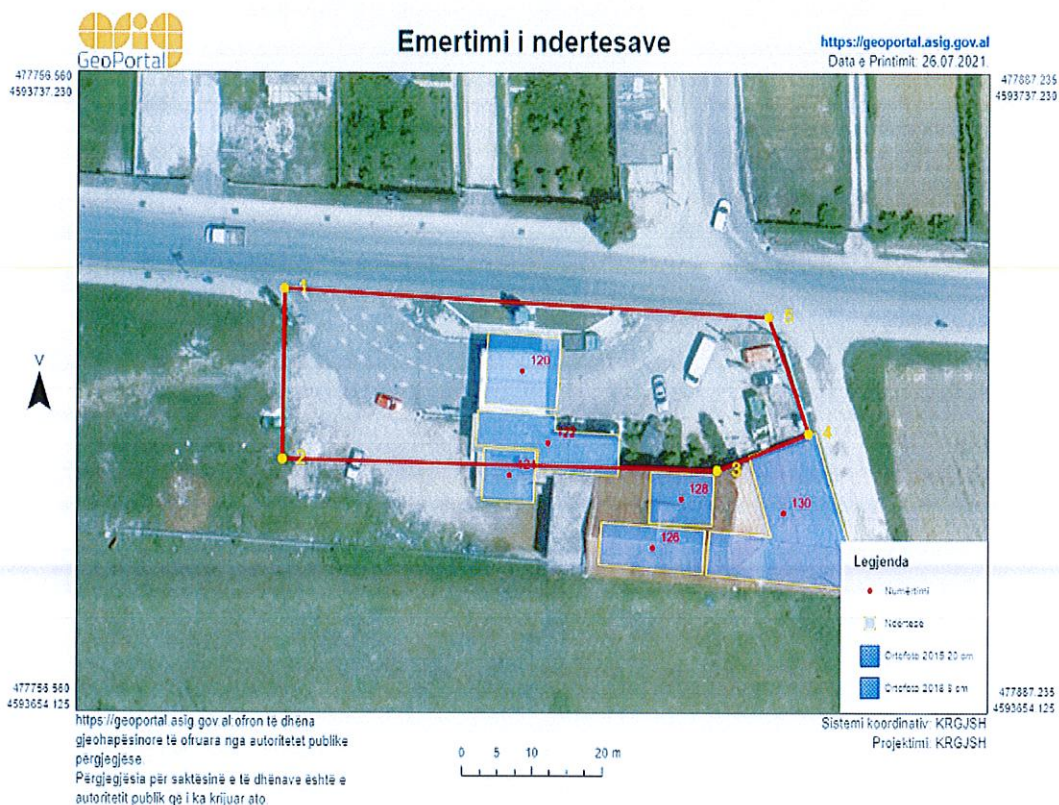 asig
GeoPortal
Emertimi i ndertesave
https://geoportal.asig.gov.al
Data e Printimit: 26.07.2021.
477756.560
4593737.230
477887.235
4593737.230
1
5
V
120
4
2
3
128
130
126
Legjenda
Numërtimi
Ndertese
Ortofoto 2015 20 cm
Ortofoto 2018 8 cm
477756.560
4593654.125
477887.235
4593654.125
https://geoportal.asig.gov.al ofron të dhëna
gjeohapësinore të ofruara nga autoritetet publike
përgjegjëse.
Përgjegjësia për saktësinë e të dhënave është e
autoritetit publik që i ka krijuar ato.
0 5 10 20 m
Sistemi koordinativ: KRGJSH
Projektimi: KRGJSH